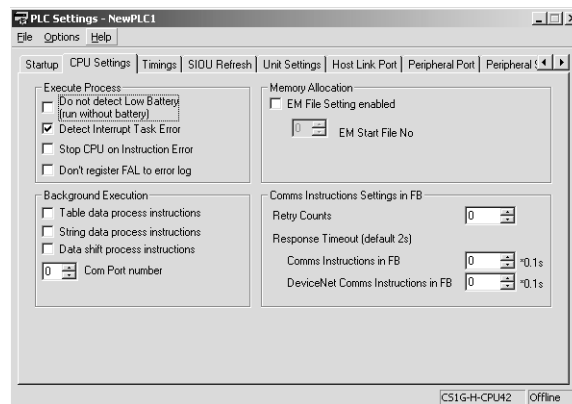 PLC Settings - NewPLC1
File Options Help
Startup CPU Settings Timings SIOU Refresh Unit Settings Host Link Port Peripheral Port Peripheral
Execute Process
Do not detect Low Battery
(run without battery)
Detect Interrupt Task Error
Stop CPU on Instruction Error
Don't register FAL to error log
Memory Allocation
EM File Setting enabled
0 EM Start File No
Background Execution
Table data process instructions
String data process instructions
Data shift process instructions
0 Com Port number
Comms Instructions Settings in FB
Retry Counts 0
Response Timeout (default 2s)
Comms Instructions in FB 0 *0.1s
DeviceNet Comms Instructions in FB 0 *0.1s
CS1G-H-CPU42 Offline